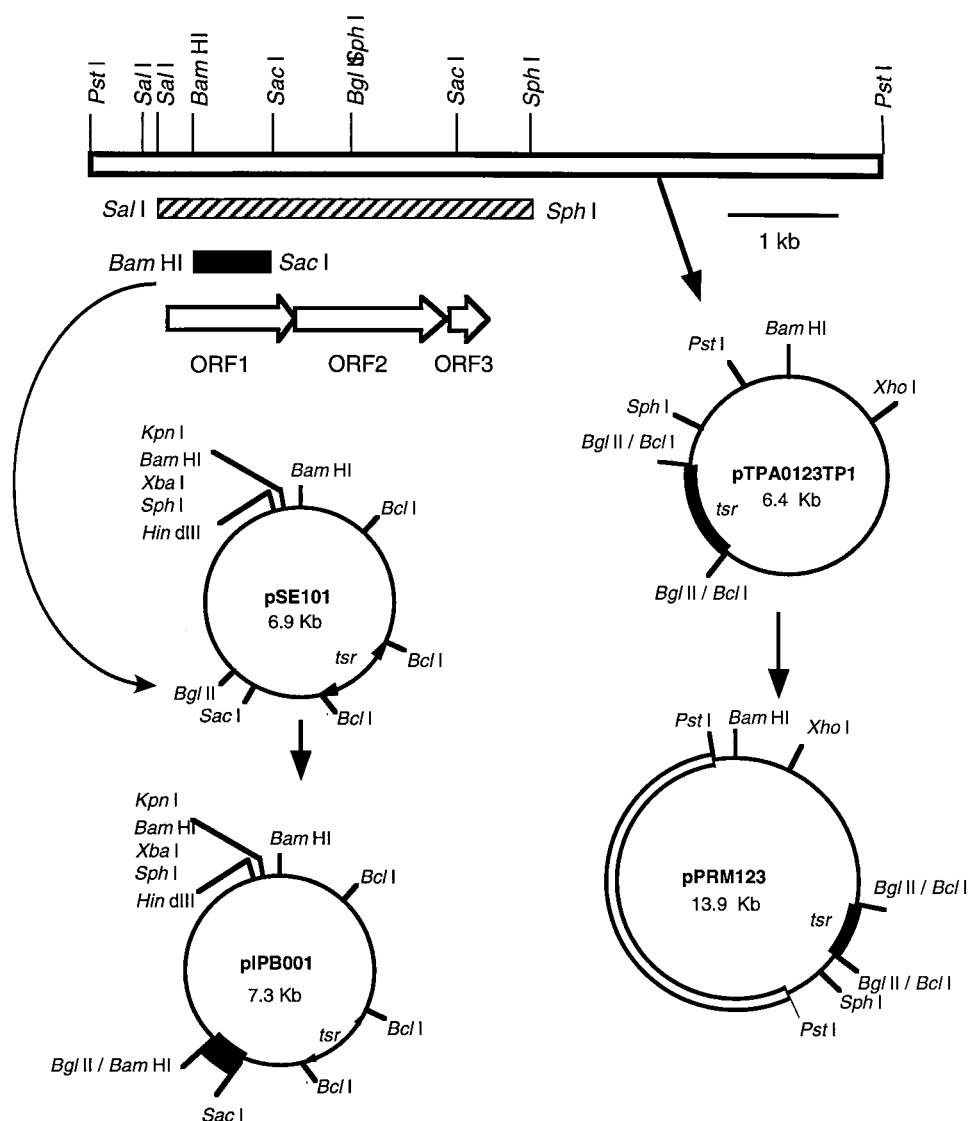 Pst I
Sal I
Sal I
Bam HI
Sac I
Bgl II
Sph I
Sac I
Sph I
Pst I
Sal I
Sph I
1 kb
Bam HI
Sac I
ORF1
ORF2
ORF3
Pst I
Bam HI
Xho I
Sph I
Bgl II / Bcl I
pTPA0123TP1
6.4 Kb
tsr
Bgl II / Bcl I
Kpn I
Bam HI
Xba I
Sph I
Hin dIII
Bam HI
Bcl I
pSE101
6.9 Kb
tsr
Bcl I
Bgl II
Sac I
Bcl I
Pst I
Bam HI
Xho I
pPRM123
13.9 Kb
Bgl II / Bcl I
tsr
Bgl II / Bcl I
Sph I
Pst I
Kpn I
Bam HI
Xba I
Sph I
Hin dIII
Bam HI
Bcl I
pIPB001
7.3 Kb
tsr
Bcl I
Bgl II / Bam HI
Bcl I
Sac I